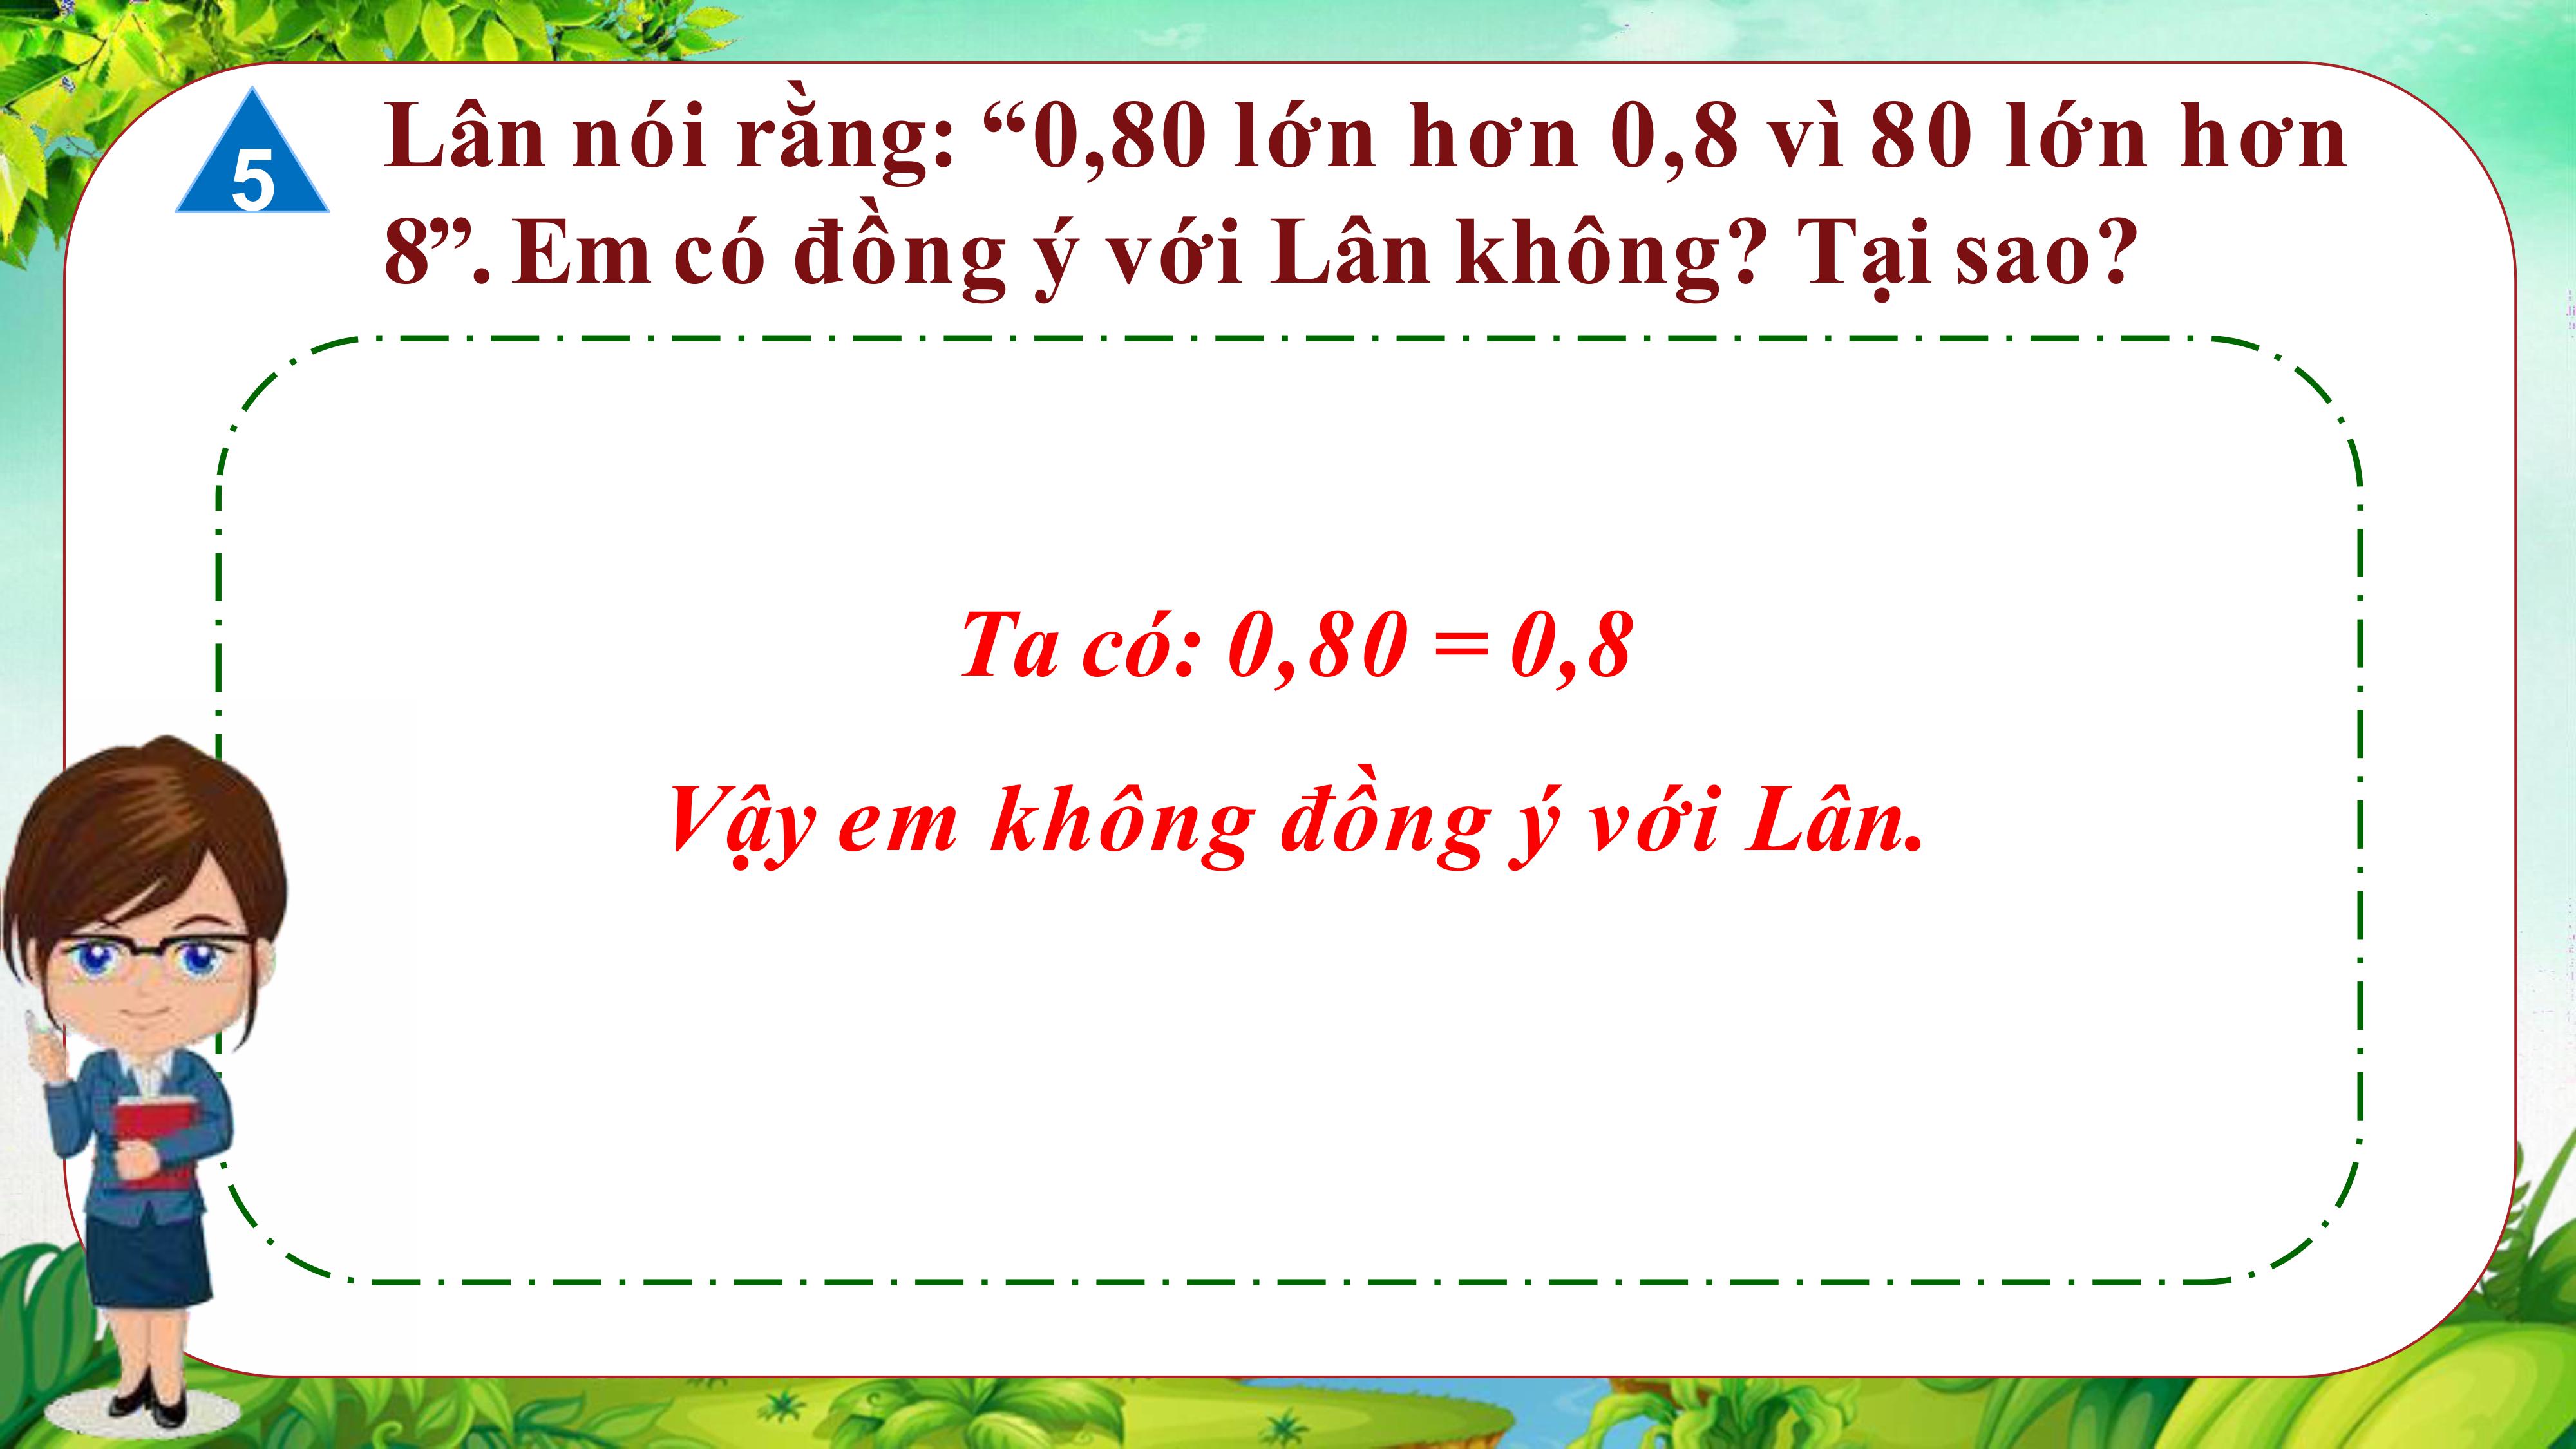 5
Lân nói rằng: “0,80 lớn hơn 0,8 vì 80 lớn hơn
8”. Em có đồng ý với Lân không? Tại sao?
Ta có: 0,80 = 0,8
Vậy em không đồng ý với Lân.